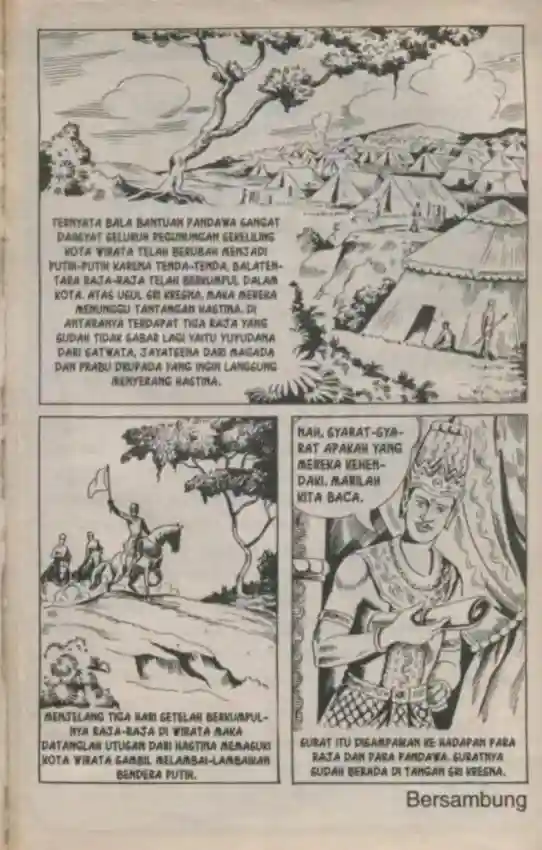 TERNYATA BALA BANTUAN PANDAWA SANGAT
DAHSYAT SELURUH PEGUNUNGAN SEKELILING
KOTA WIRATA TELAH BERUBAH MENJADI
PUTIH-PUTIH KARENA TENDA-TENDA, BALATEN-
TARA RAJA-RAJA TELAH BERKUMPUL DALAM
KOTA. ATAS USUL SRI KRESNA, MAKA MEREKA
MENUNGGU TANTANGAN HASTINA. DI
ANTARANYA TERDAPAT TIGA RAJA YANG
SUDAH TIDAK SABAR LAGI YAITU YUYUDANA
DARI SATWATA, JAYATSENA DARI MAGADA
DAN PRABU DRUPADA YANG INGIN LANGSUNG
MENYERANG HASTINA.
MENJELANG TIGA HARI SETELAH BERKUMPUL-
NYA RAJA-RAJA DI WIRATA MAKA
DATANGLAH UTUSAN DARI HASTINA MEMASUKI
KOTA WIRATA SAMBIL MELAMBAI-LAMBAIKAN
BENDERA PUTIH.
NAH, SYARAT-SYA-
RAT APAKAH YANG
MEREKA KEHEN-
DAKI. MARILAH
KITA BACA.
SURAT ITU DISAMPAIKAN KE HADAPAN PARA
RAJA DAN PARA PANDAWA. SURATNYA
SUDAH BERADA DI TANGAN SRI KRESNA.
Bersambung